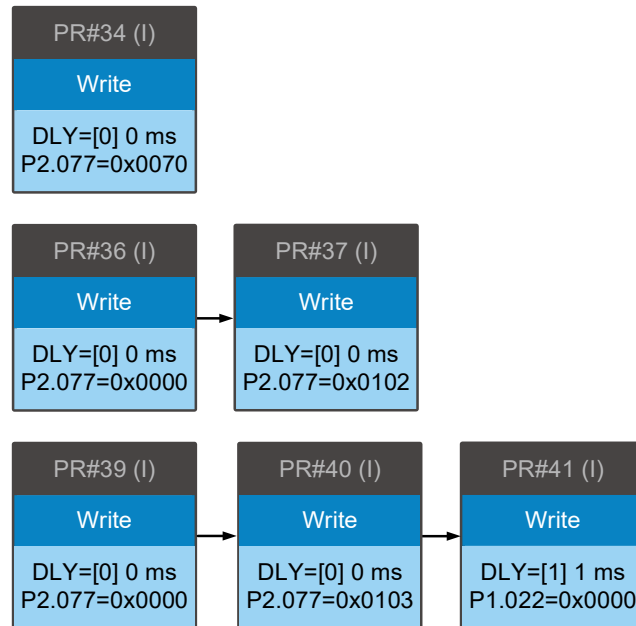 PR#34 (I)
Write
DLY=[0] 0 ms
P2.077=0x0070
PR#36 (I)
Write
DLY=[0] 0 ms
P2.077=0x0000
PR#37 (I)
Write
DLY=[0] 0 ms
P2.077=0x0102
PR#39 (I)
Write
DLY=[0] 0 ms
P2.077=0x0000
PR#40 (I)
Write
DLY=[0] 0 ms
P2.077=0x0103
PR#41 (I)
Write
DLY=[1] 1 ms
P1.022=0x0000